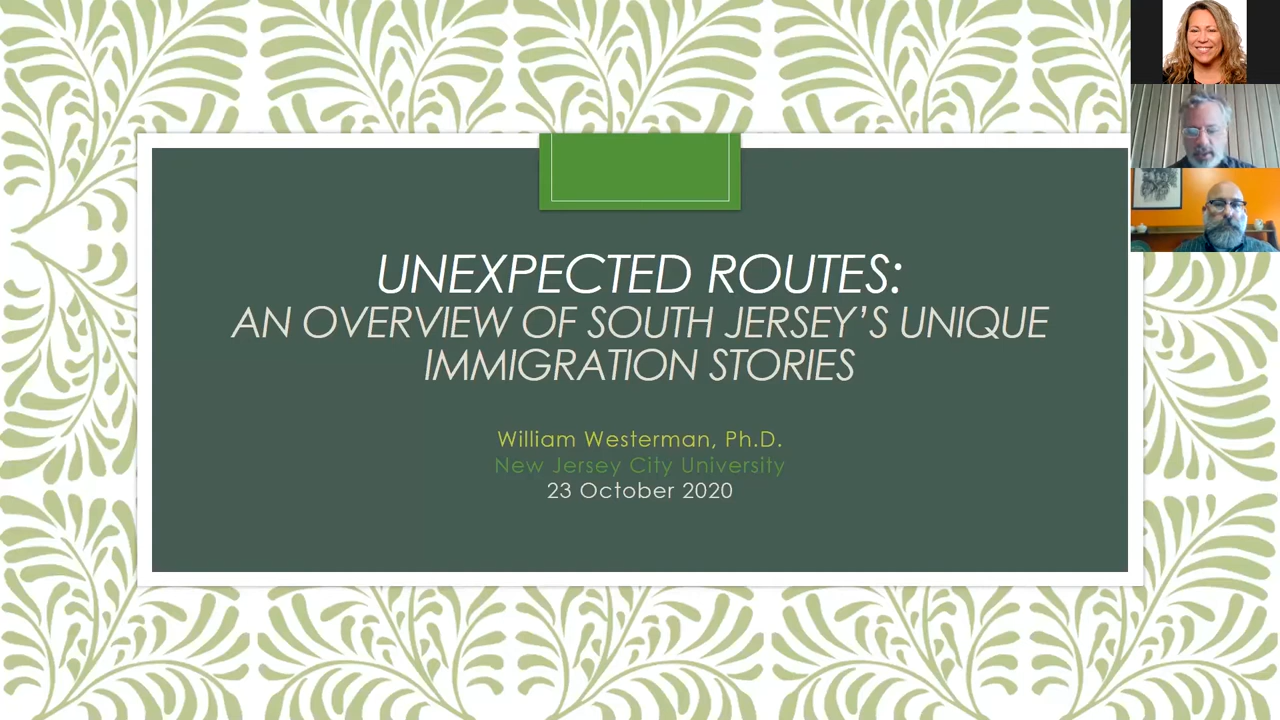 UNEXPECTED ROUTES:
AN OVERVIEW OF SOUTH JERSEY’S UNIQUE
IMMIGRATION STORIES
William Westerman, Ph.D.
New Jersey City University
23 October 2020